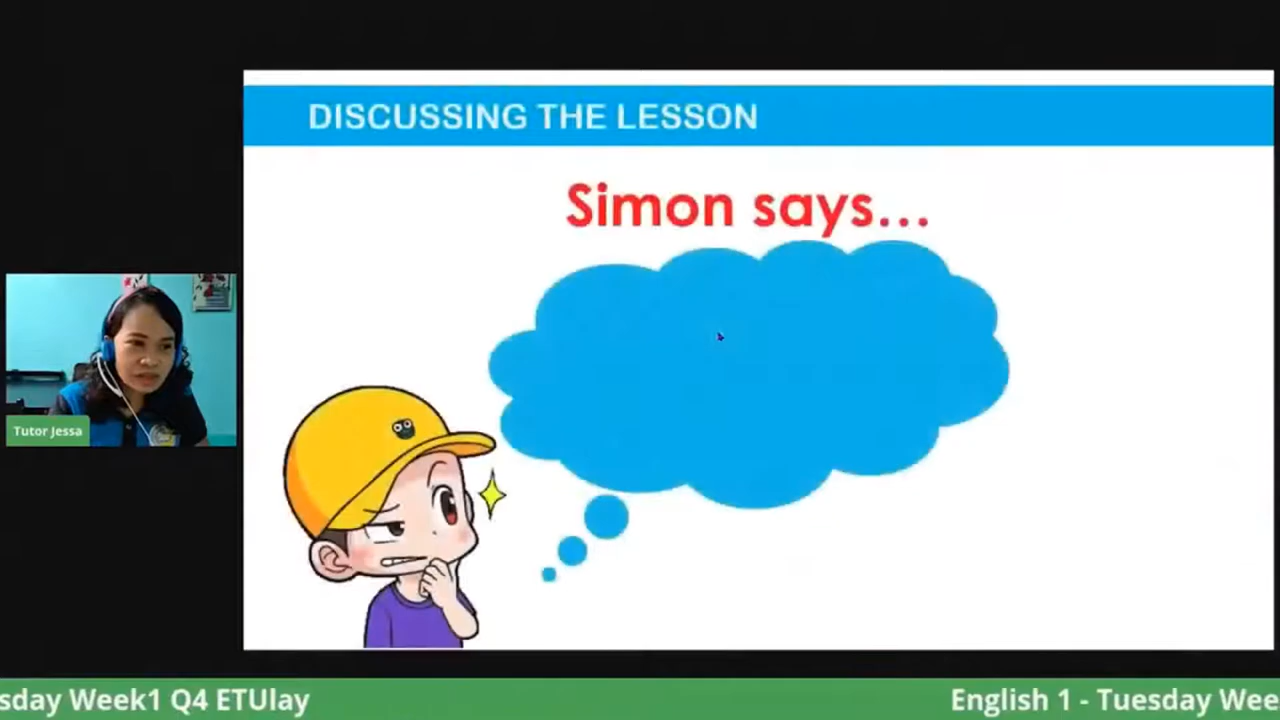 DISCUSSING THE LESSON
Simon says...
Tutor Jessa
sday Week1 Q4 ETUlay
English 1 - Tuesday Wee